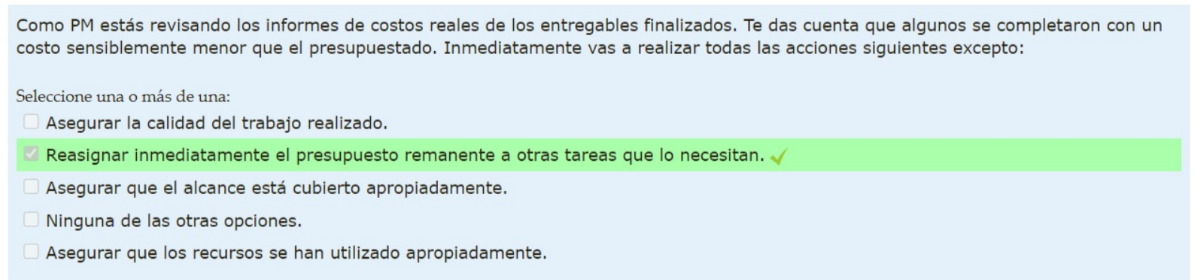 Como PM estás revisando los informes de costos reales de los entregables finalizados. Te das cuenta que algunos se completaron con un
costo sensiblemente menor que el presupuestado. Inmediatamente vas a realizar todas las acciones siguientes excepto:
Seleccione una o más de una:
Asegurar la calidad del trabajo realizado.
Reasignar inmediatamente el presupuesto remanente a otras tareas que lo necesitan.
Asegurar que el alcance está cubierto apropiadamente.
Ninguna de las otras opciones.
Asegurar que los recursos se han utilizado apropiadamente.